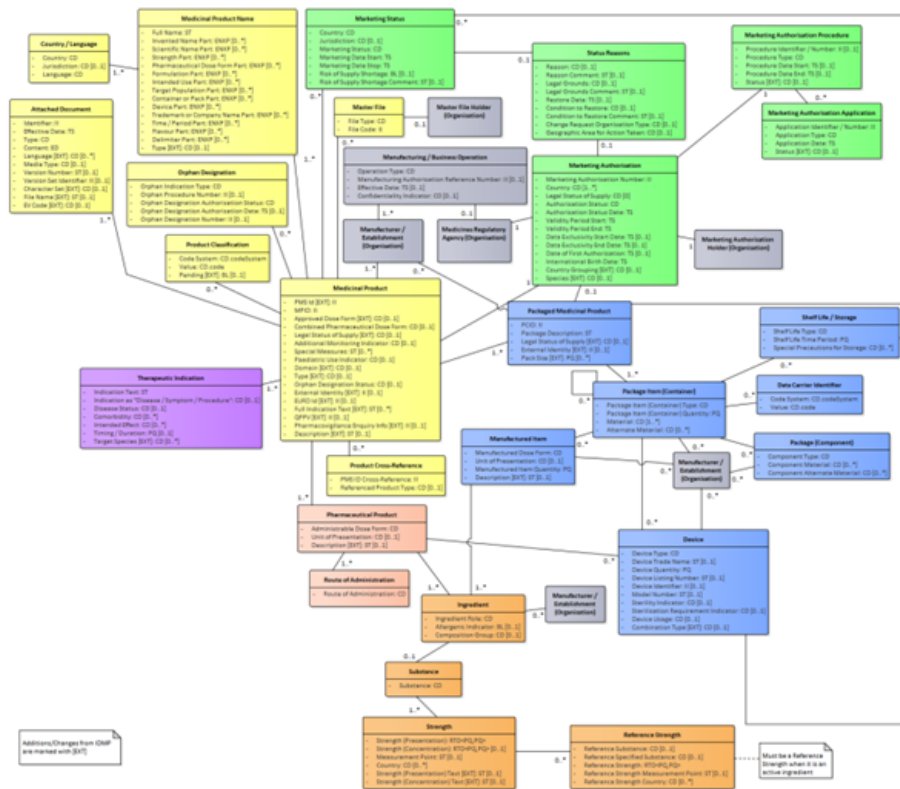 Medicinal Product Name
- Full Name: ST
- Invented Name Part: ENXP [0..*]
- Scientific Name Part: ENXP [0..*]
- Strength Part: ENXP [0..*]
- Pharmaceutical Dose Form Part: ENXP [0..*]
- Formulation Part: ENXP [0..*]
- Intended Use Part: ENXP [0..*]
- Target Population Part: ENXP [0..*]
- Container or Pack Part: ENXP [0..*]
- Device Part: ENXP [0..*]
- Trademark or Company Name Part: ENXP [0..*]
- Time / Period Part: ENXP [0..*]
- Flavour Part: ENXP [0..*]
- Delimiter Part: ENXP [0..*]
- Type [EXT]: CD [0..1]
Country / Language
- Country: CD
- Jurisdiction: CD [0..1]
- Language: CD
1..*
Attached Document
- Identifier: II
- Effective Date: TS
- Type: CD
- Content: ED
- Language [EXT]: CD [0..*]
- Media Type: CD [0..1]
- Version Number: ST [0..1]
- Version Set Identifier: II [0..1]
- Character Set [EXT]: CD [0..1]
- File Name [EXT]: ST [0..1]
- EV Code [EXT]: CD [0..1]
Marketing Status
- Country: CD
- Jurisdiction: CD [0..1]
- Marketing Status: CD
- Marketing Date Start: TS
- Marketing Date Stop: TS
- Risk of Supply Shortage: BL [0..1]
- Risk of Supply Shortage Comment: ST [0..1]
Status Reasons
- Reason: CD [0..1]
- Reason Comment: ST [0..1]
- Legal Grounds: CD [0..1]
- Legal Grounds Comment: ST [0..1]
- Restore Date: TS [0..1]
- Condition to Restore: CD [0..1]
- Condition to Restore Comment: ST [0..1]
- Change Request Organisation Type: CD [0..1]
- Geographic Area for Action Taken: CD [0..1]
Marketing Authorisation Procedure
- Procedure Identifier / Number: II [0..1]
- Procedure Type: CD
- Procedure Date Start: TS [0..1]
- Procedure Date End: TS [0..1]
- Status [EXT]: CD [0..1]
Marketing Authorisation Application
- Application Identifier / Number: II
- Application Type: CD
- Application Date: TS
- Status [EXT]: CD [0..1]
Master File
- File Type: CD
- File Code: II
Master File Holder
(Organisation)
Manufacturing / Business Operation
- Operation Type: CD
- Manufacturing Authorisation Reference Number: II [0..1]
- Effective Date: TS [0..1]
- Confidentiality Indicator: CD [0..1]
Orphan Designation
- Orphan Indication Type: CD
- Orphan Procedure Number: II [0..1]
- Orphan Designation Authorisation Status: CD
- Orphan Designation Authorisation Date: TS [0..1]
- Orphan Designation Number: II [0..1]
Marketing Authorisation
- Marketing Authorisation Number: II
- Country: CD [1..*]
- Legal Status of Supply: CD [0]
- Authorisation Status: CD
- Authorisation Status Date: TS
- Validity Period Start: TS
- Validity Period End: TS
- Data Exclusivity Start Date: TS [0..1]
- Data Exclusivity End Date: TS [0..1]
- Date of First Authorisation: TS [0..1]
- International Birth Date: TS
- Country Grouping [EXT]: CD [0..1]
- Species [EXT]: CD [0..1]
Manufacturer /
Establishment
(Organisation)
Medicines Regulatory
Agency (Organisation)
Marketing Authorisation
Holder (Organisation)
Product Classification
- Code System: CD.codeSystem
- Value: CD.code
- Pending [EXT]: BL [0..1]
Medicinal Product
- PMS Id [EXT]: II
- MPID: II
- Approved Dose Form [EXT]: CD [0..1]
- Combined Pharmaceutical Dose Form: CD [0..1]
- Legal Status of Supply [EXT]: CD [0..1]
- Additional Monitoring Indicator: CD [0..1]
- Special Measures: ST [0..*]
- Paediatric Use Indicator: CD [0..1]
- Domain [EXT]: CD [0..1]
- Type [EXT]: CD [0..1]
- Orphan Designation Status: CD [0..1]
- External Identity [EXT]: II [0..1]
- EURD Id [EXT]: II [0..1]
- Full Indication Text [EXT]: ST [0..*]
- QPPV [EXT]: II [0..1]
- Pharmacovigilance Enquiry Info [EXT]: II [0..1]
- Description [EXT]: ST [0..1]
Packaged Medicinal Product
- PCID: II
- Package Description: ST
- Legal Status of Supply [EXT]: CD [0..1]
- External Identity [EXT]: II [0..1]
- Pack Size [EXT]: PQ [0..*]
Shelf Life / Storage
- Shelf Life Type: CD
- Shelf Life Time Period: PQ
- Special Precautions for Storage: CD [0..*]
Therapeutic Indication
- Indication Text: ST
- Indication as "Disease / Symptom / Procedure": CD [0..1]
- Disease Status: CD [0..1]
- Comorbidity: CD [0..*]
- Intended Effect: CD [0..*]
- Timing / Duration: PQ [0..1]
- Target Species [EXT]: CD [0..*]
Package Item (Container)
- Package Item (Container) Type: CD
- Package Item (Container) Quantity: PQ
- Material: CD [1..*]
- Alternate Material: CD [0..*]
Data Carrier Identifier
- Code System: CD.codeSystem
- Value: CD.code
Manufactured Item
- Manufactured Dose Form: CD
- Unit of Presentation: CD [0..1]
- Manufactured Item Quantity: PQ
- Description [EXT]: ST [0..1]
Package (Component)
- Component Type: CD
- Component Material: CD [0..*]
- Component Alternate Material: CD [0..*]
Manufacturer /
Establishment
(Organisation)
Product Cross-Reference
- PMS ID Cross-Reference: II
- Referenced Product Type: CD [0..1]
Pharmaceutical Product
- Administrable Dose Form: CD
- Unit of Presentation: CD [0..1]
- Description [EXT]: ST [0..1]
Device
- Device Type: CD
- Device Trade Name: ST [0..1]
- Device Quantity: PQ
- Device Listing Number: ST [0..1]
- Device Identifier: II [0..1]
- Model Number: ST [0..1]
- Sterility Indicator: CD [0..1]
- Sterilisation Requirement Indicator: CD [0..1]
- Device Usage: CD [0..1]
- Combination Type [EXT]: CD [0..1]
Route of Administration
- Route of Administration: CD
Ingredient
- Ingredient Role: CD
- Allergenic Indicator: BL [0..1]
- Composition Group: CD [0..1]
Manufacturer /
Establishment
(Organisation)
Substance
- Substance: CD
Strength
- Strength (Presentation): RTO<PQ,PQ>
- Strength (Concentration): RTO<PQ,PQ> [0..1]
- Measurement Point: ST [0..1]
- Country: CD [0..*]
- Strength (Presentation) Text [EXT]: ST [0..1]
- Strength (Concentration) Text [EXT]: ST [0..1]
Reference Strength
- Reference Substance: CD [0..1]
- Reference Specified Substance: CD [0..1]
- Reference Strength: RTO<PQ,PQ>
- Reference Strength Measurement Point: ST [0..1]
- Reference Strength Country: CD [0..*]
Must be a Reference
Strength when it is an
active ingredient
Additions/Changes from IDMP
are marked with [EXT]